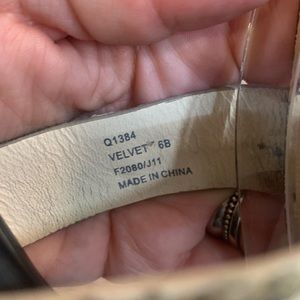 Q1384
VELVET 6B
F2080/J11
MADE IN CHINA